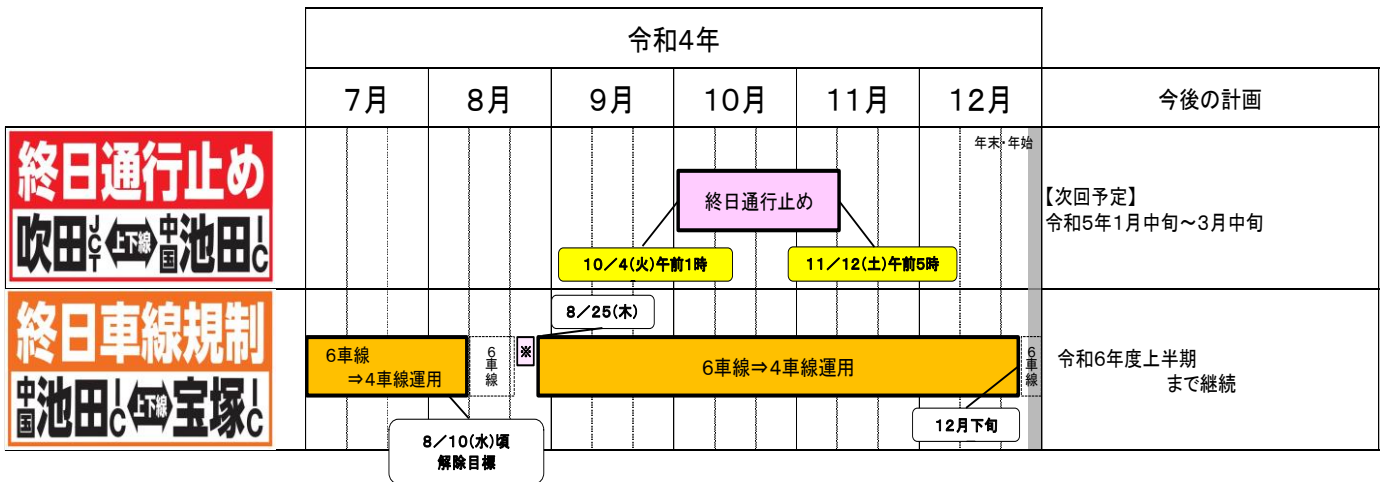 令和4年
7月 8月 9月 10月 11月 12月 今後の計画
年末・年始
終日通行止め
吹田JCT 上下線 中国池田IC
終日通行止め
10/4(火)午前1時
11/12(土)午前5時
【次回予定】
令和5年1月中旬~3月中旬
終日車線規制
中国池田IC 上下線 宝塚IC
8/25(木)
6車線
⇒4車線運用
6車線
※
6車線⇒4車線運用
6車線
令和6年度上半期
まで継続
12月下旬
8/10(水)頃
解除目標